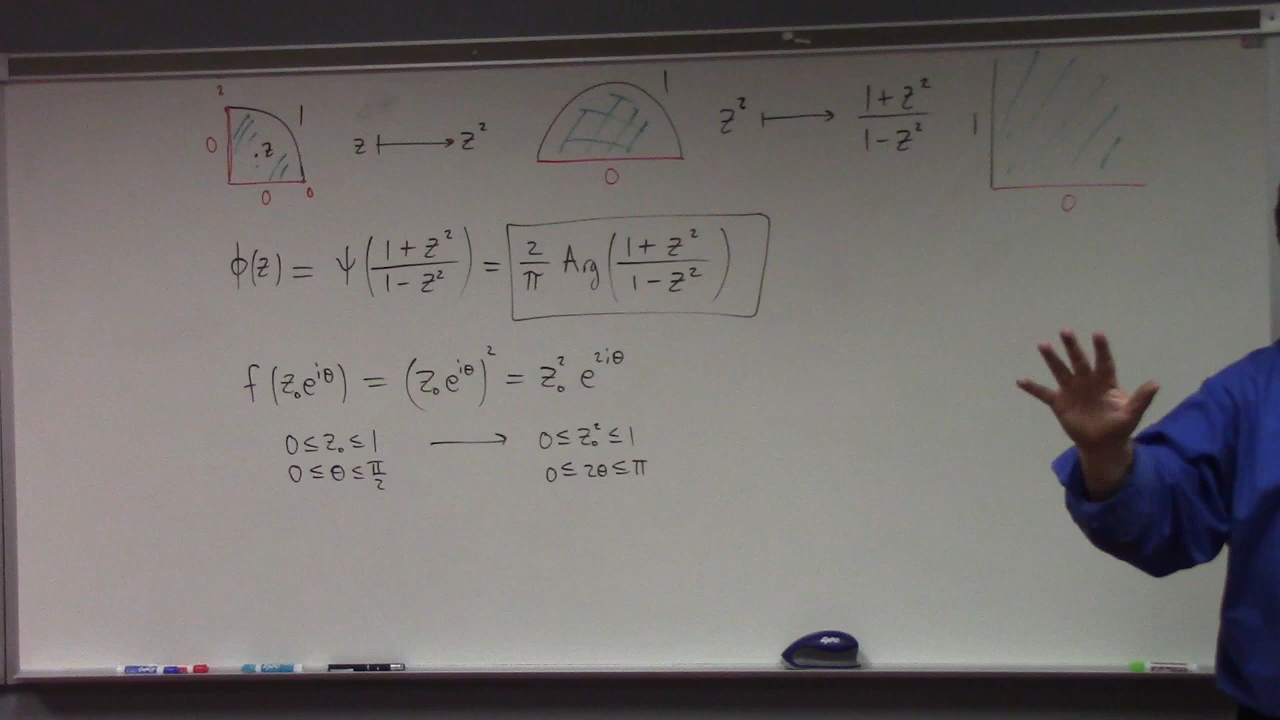 2 1 0 .z 0 0 z ⟼ z² 1 0 z² ⟼ (1+z²)/(1-z²) 1 0
ϕ(z) = ψ((1+z²)/(1-z²)) = 2/π Arg((1+z²)/(1-z²))
f(z₀e^{iθ}) = (z₀e^{iθ})² = z₀² e^{2iθ}
0≤z₀≤1 ⟶ 0≤z₀²≤1
0≤θ≤π/2 0≤2θ≤π